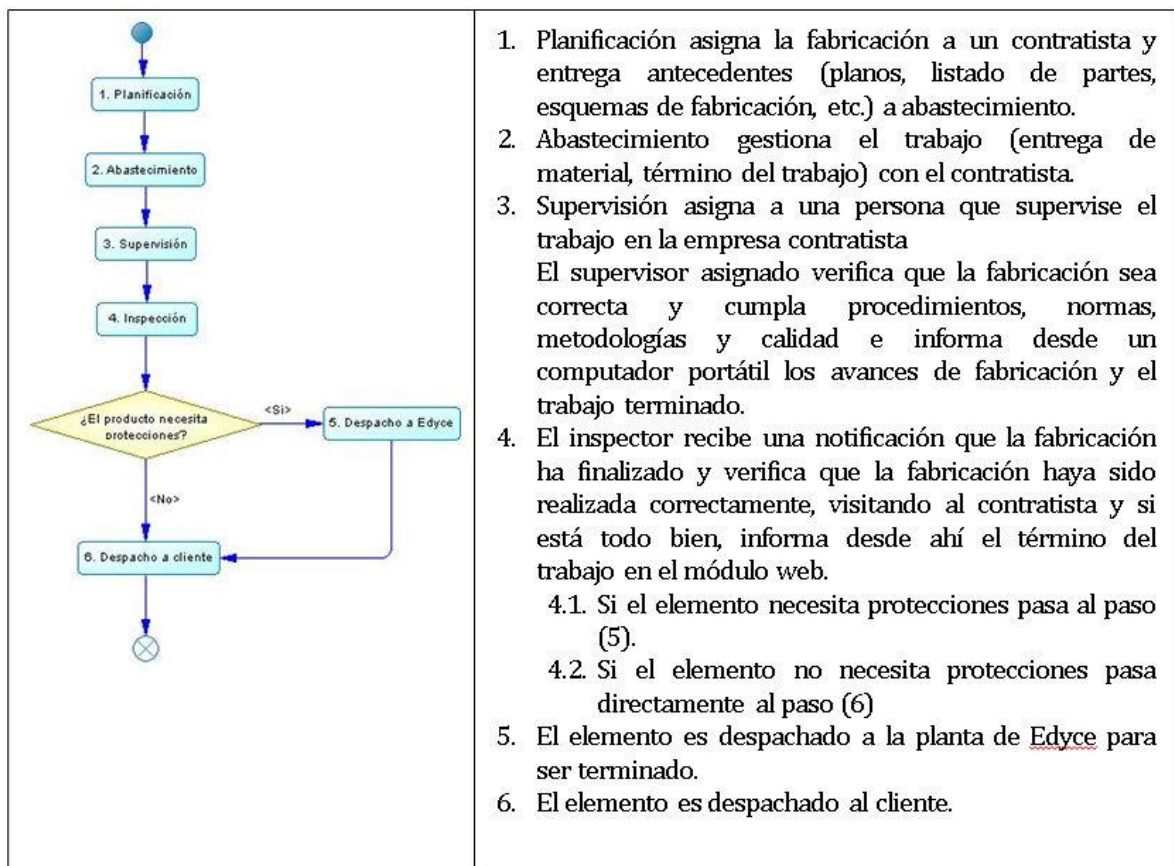 1. Planificación
2. Abastecimiento
3. Supervisión
4. Inspección
¿El producto necesita
protecciones?
<Si>
5. Despacho a Edyce
<No>
6. Despacho a cliente
1. Planificación asigna la fabricación a un contratista y
entrega antecedentes (planos, listado de partes,
esquemas de fabricación, etc.) a abastecimiento.
2. Abastecimiento gestiona el trabajo (entrega de
material, término del trabajo) con el contratista.
3. Supervisión asigna a una persona que supervise el
trabajo en la empresa contratista
El supervisor asignado verifica que la fabricación sea
correcta y cumpla procedimientos, normas,
metodologías y calidad e informa desde un
computador portátil los avances de fabricación y el
trabajo terminado.
4. El inspector recibe una notificación que la fabricación
ha finalizado y verifica que la fabricación haya sido
realizada correctamente, visitando al contratista y si
está todo bien, informa desde ahí el término del
trabajo en el módulo web.
4.1. Si el elemento necesita protecciones pasa al paso
(5).
4.2. Si el elemento no necesita protecciones pasa
directamente al paso (6)
5. El elemento es despachado a la planta de Edyce para
ser terminado.
6. El elemento es despachado al cliente.